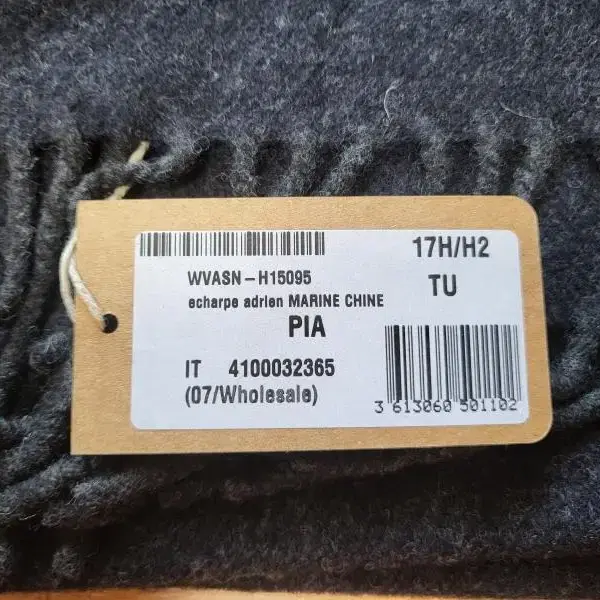 17H/H2
WVASN-H15095
echarpe adrien MARINE CHINE
TU
PIA
IT 4100032365
(07/Wholesale)
3 613060 501102